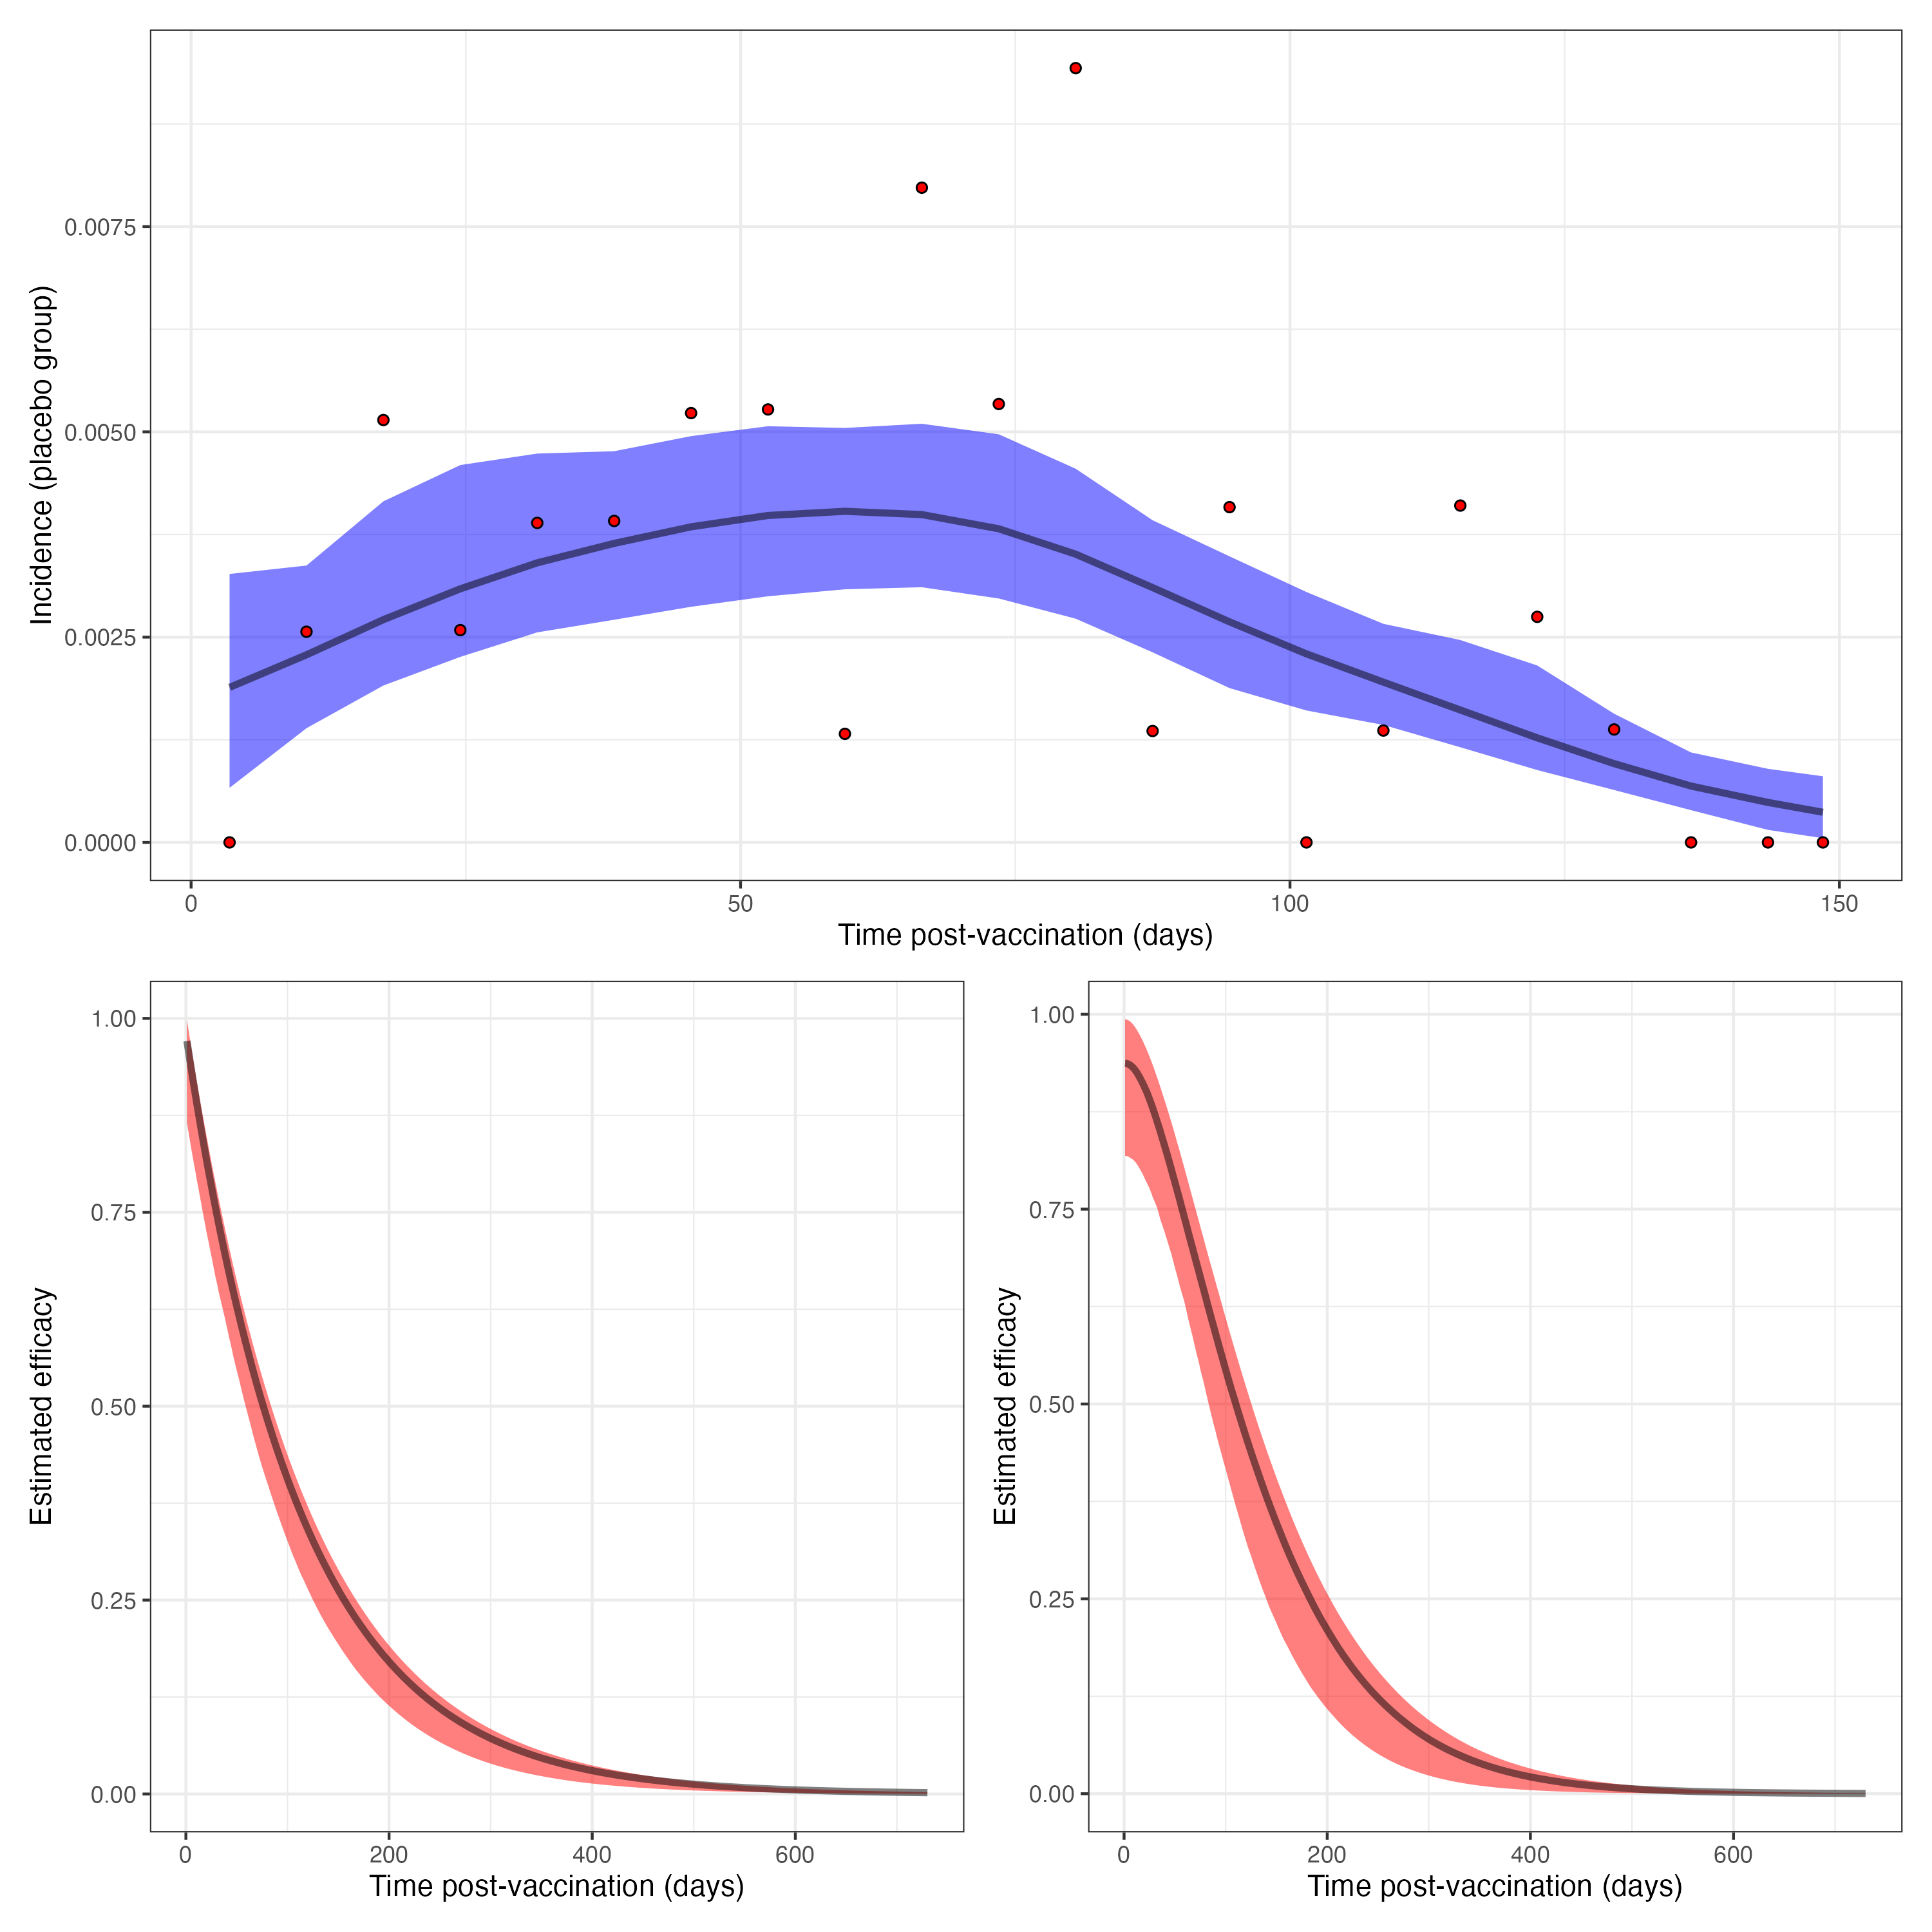 Incidence (placebo group)
0.0075
0.0050
0.0025
0.0000
0 50 100 150
Time post-vaccination (days)
Estimated efficacy
1.00
0.75
0.50
0.25
0.00
0 200 400 600
Time post-vaccination (days)
Estimated efficacy
1.00
0.75
0.50
0.25
0.00
0 200 400 600
Time post-vaccination (days)